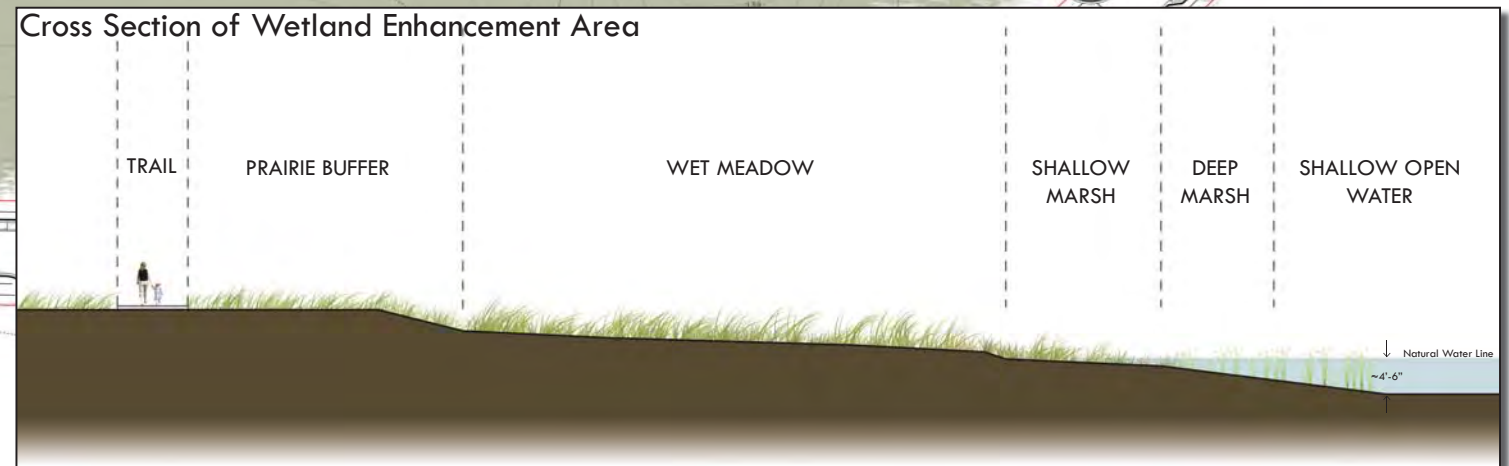 Cross Section of Wetland Enhancement Area
TRAIL
PRAIRIE BUFFER
WET MEADOW
SHALLOW
MARSH
DEEP
MARSH
SHALLOW OPEN
WATER
Natural Water Line
~4'-6"